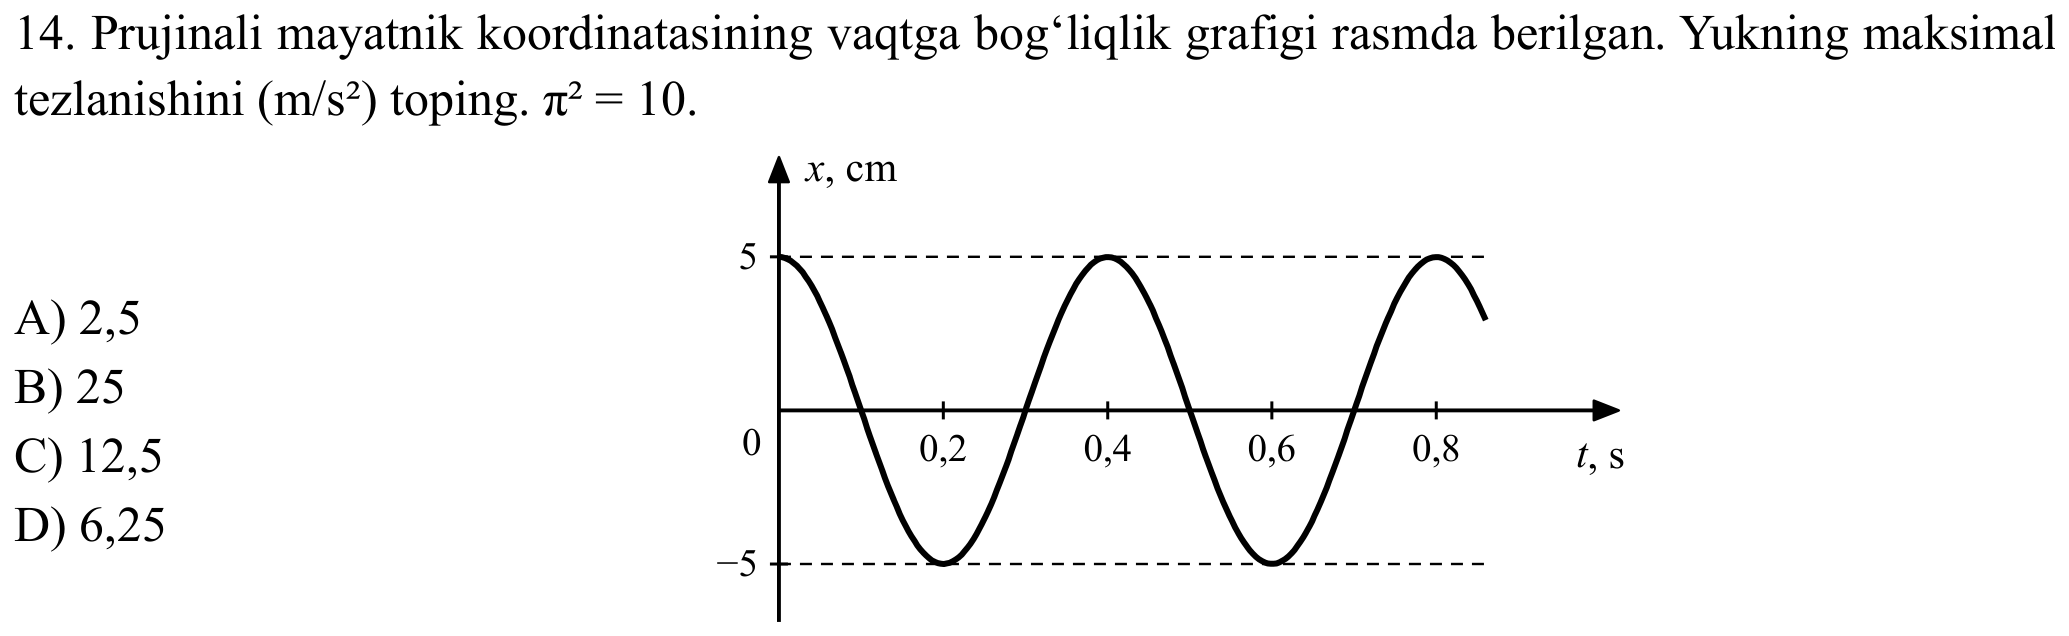 14. Prujinali mayatnik koordinatasining vaqtga bog‘liqlik grafigi rasmda berilgan. Yukning maksimal
tezlanishini (m/s²) toping. π² = 10.
x, cm
5
A) 2,5
B) 25
0
0,2
0,4
0,6
0,8
t, s
C) 12,5
D) 6,25
−5